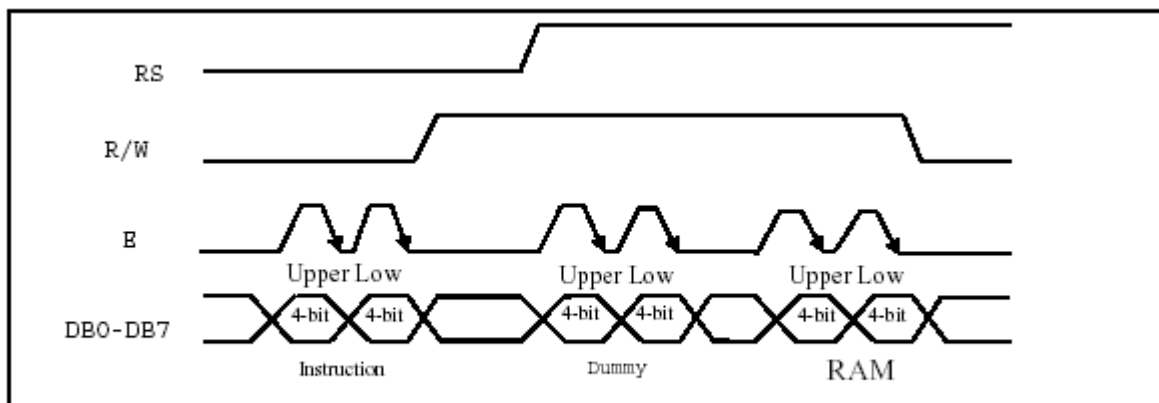 RS
R/W
E
Upper Low Upper Low Upper Low
DB0-DB7 4-bit 4-bit 4-bit 4-bit 4-bit 4-bit
Instruction Dummy RAM